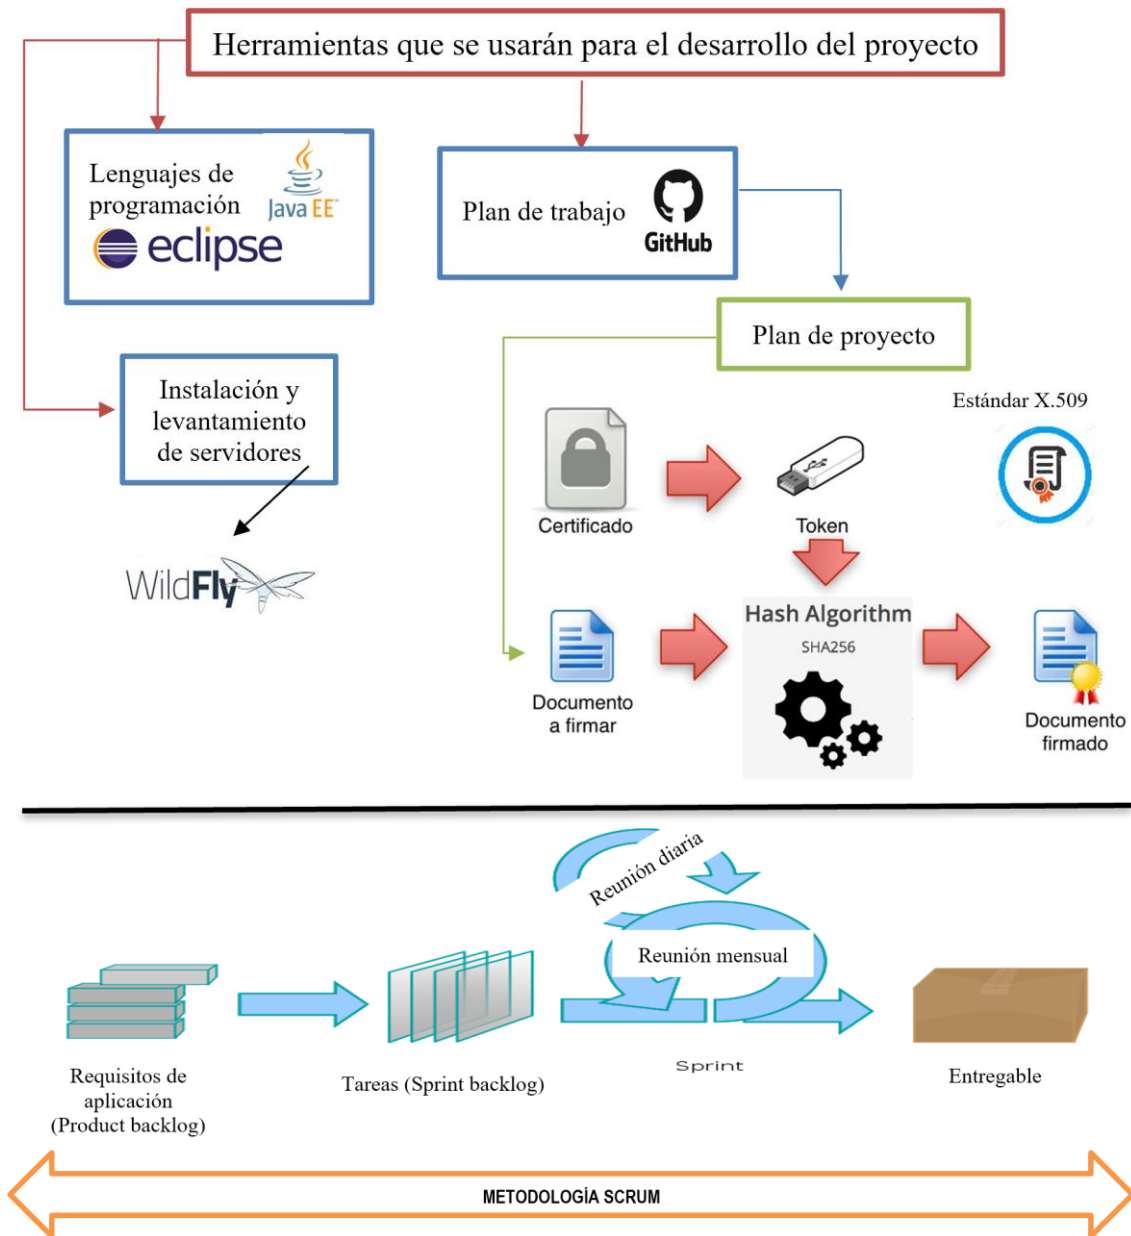 Herramientas que se usarán para el desarrollo del proyecto
Lenguajes de
programación
Java EE™
eclipse
Plan de trabajo
GitHub
Plan de proyecto
Instalación y
levantamiento
de servidores
WildFly
Estándar X.509
Certificado
Token
Hash Algorithm
SHA256
Documento
a firmar
Documento
firmado
Reunión diaria
Reunión mensual
Sprint
Requisitos de
aplicación
(Product backlog)
Tareas (Sprint backlog)
Entregable
METODOLOGÍA SCRUM